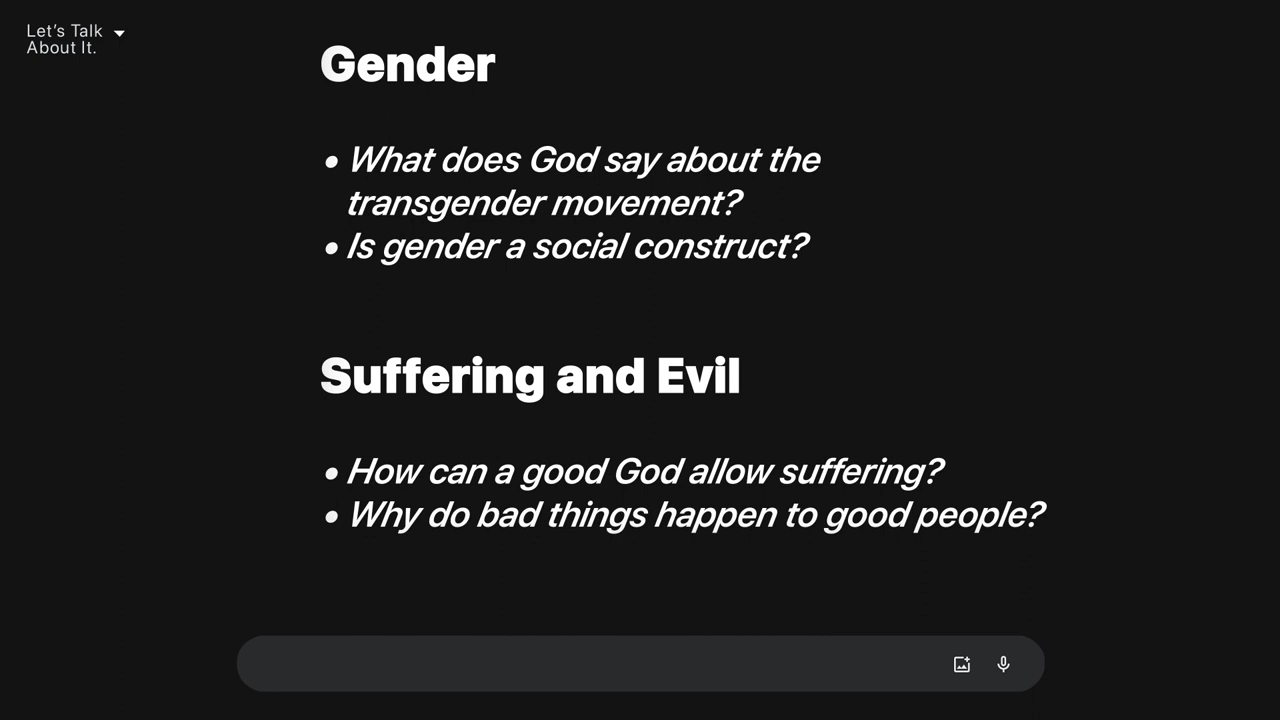 Let’s Talk
About It.
Gender
• What does God say about the
transgender movement?
• Is gender a social construct?
Suffering and Evil
• How can a good God allow suffering?
• Why do bad things happen to good people?